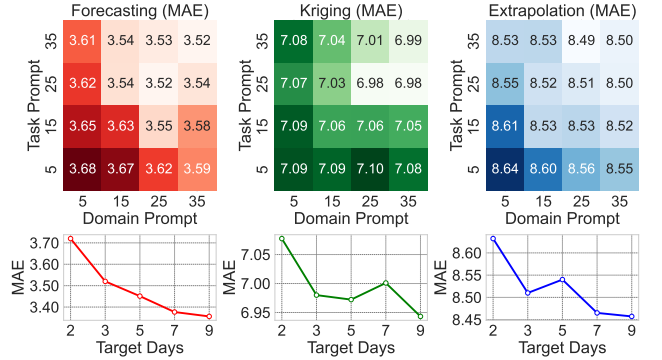 Forecasting (MAE)
Task Prompt
35 3.61 3.54 3.53 3.52
25 3.62 3.54 3.52 3.54
15 3.65 3.63 3.55 3.58
5 3.68 3.67 3.62 3.59
5 15 25 35
Domain Prompt
Kriging (MAE)
Task Prompt
35 7.08 7.04 7.01 6.99
25 7.07 7.03 6.98 6.98
15 7.09 7.06 7.06 7.05
5 7.09 7.09 7.10 7.08
5 15 25 35
Domain Prompt
Extrapolation (MAE)
Task Prompt
35 8.53 8.53 8.49 8.50
25 8.55 8.52 8.51 8.50
15 8.61 8.53 8.53 8.52
5 8.64 8.60 8.56 8.55
5 15 25 35
Domain Prompt
MAE
3.70
3.60
3.50
3.40
2 3 5 7 9
Target Days
MAE
7.05
7.00
6.95
2 3 5 7 9
Target Days
MAE
8.60
8.55
8.50
8.45
2 3 5 7 9
Target Days